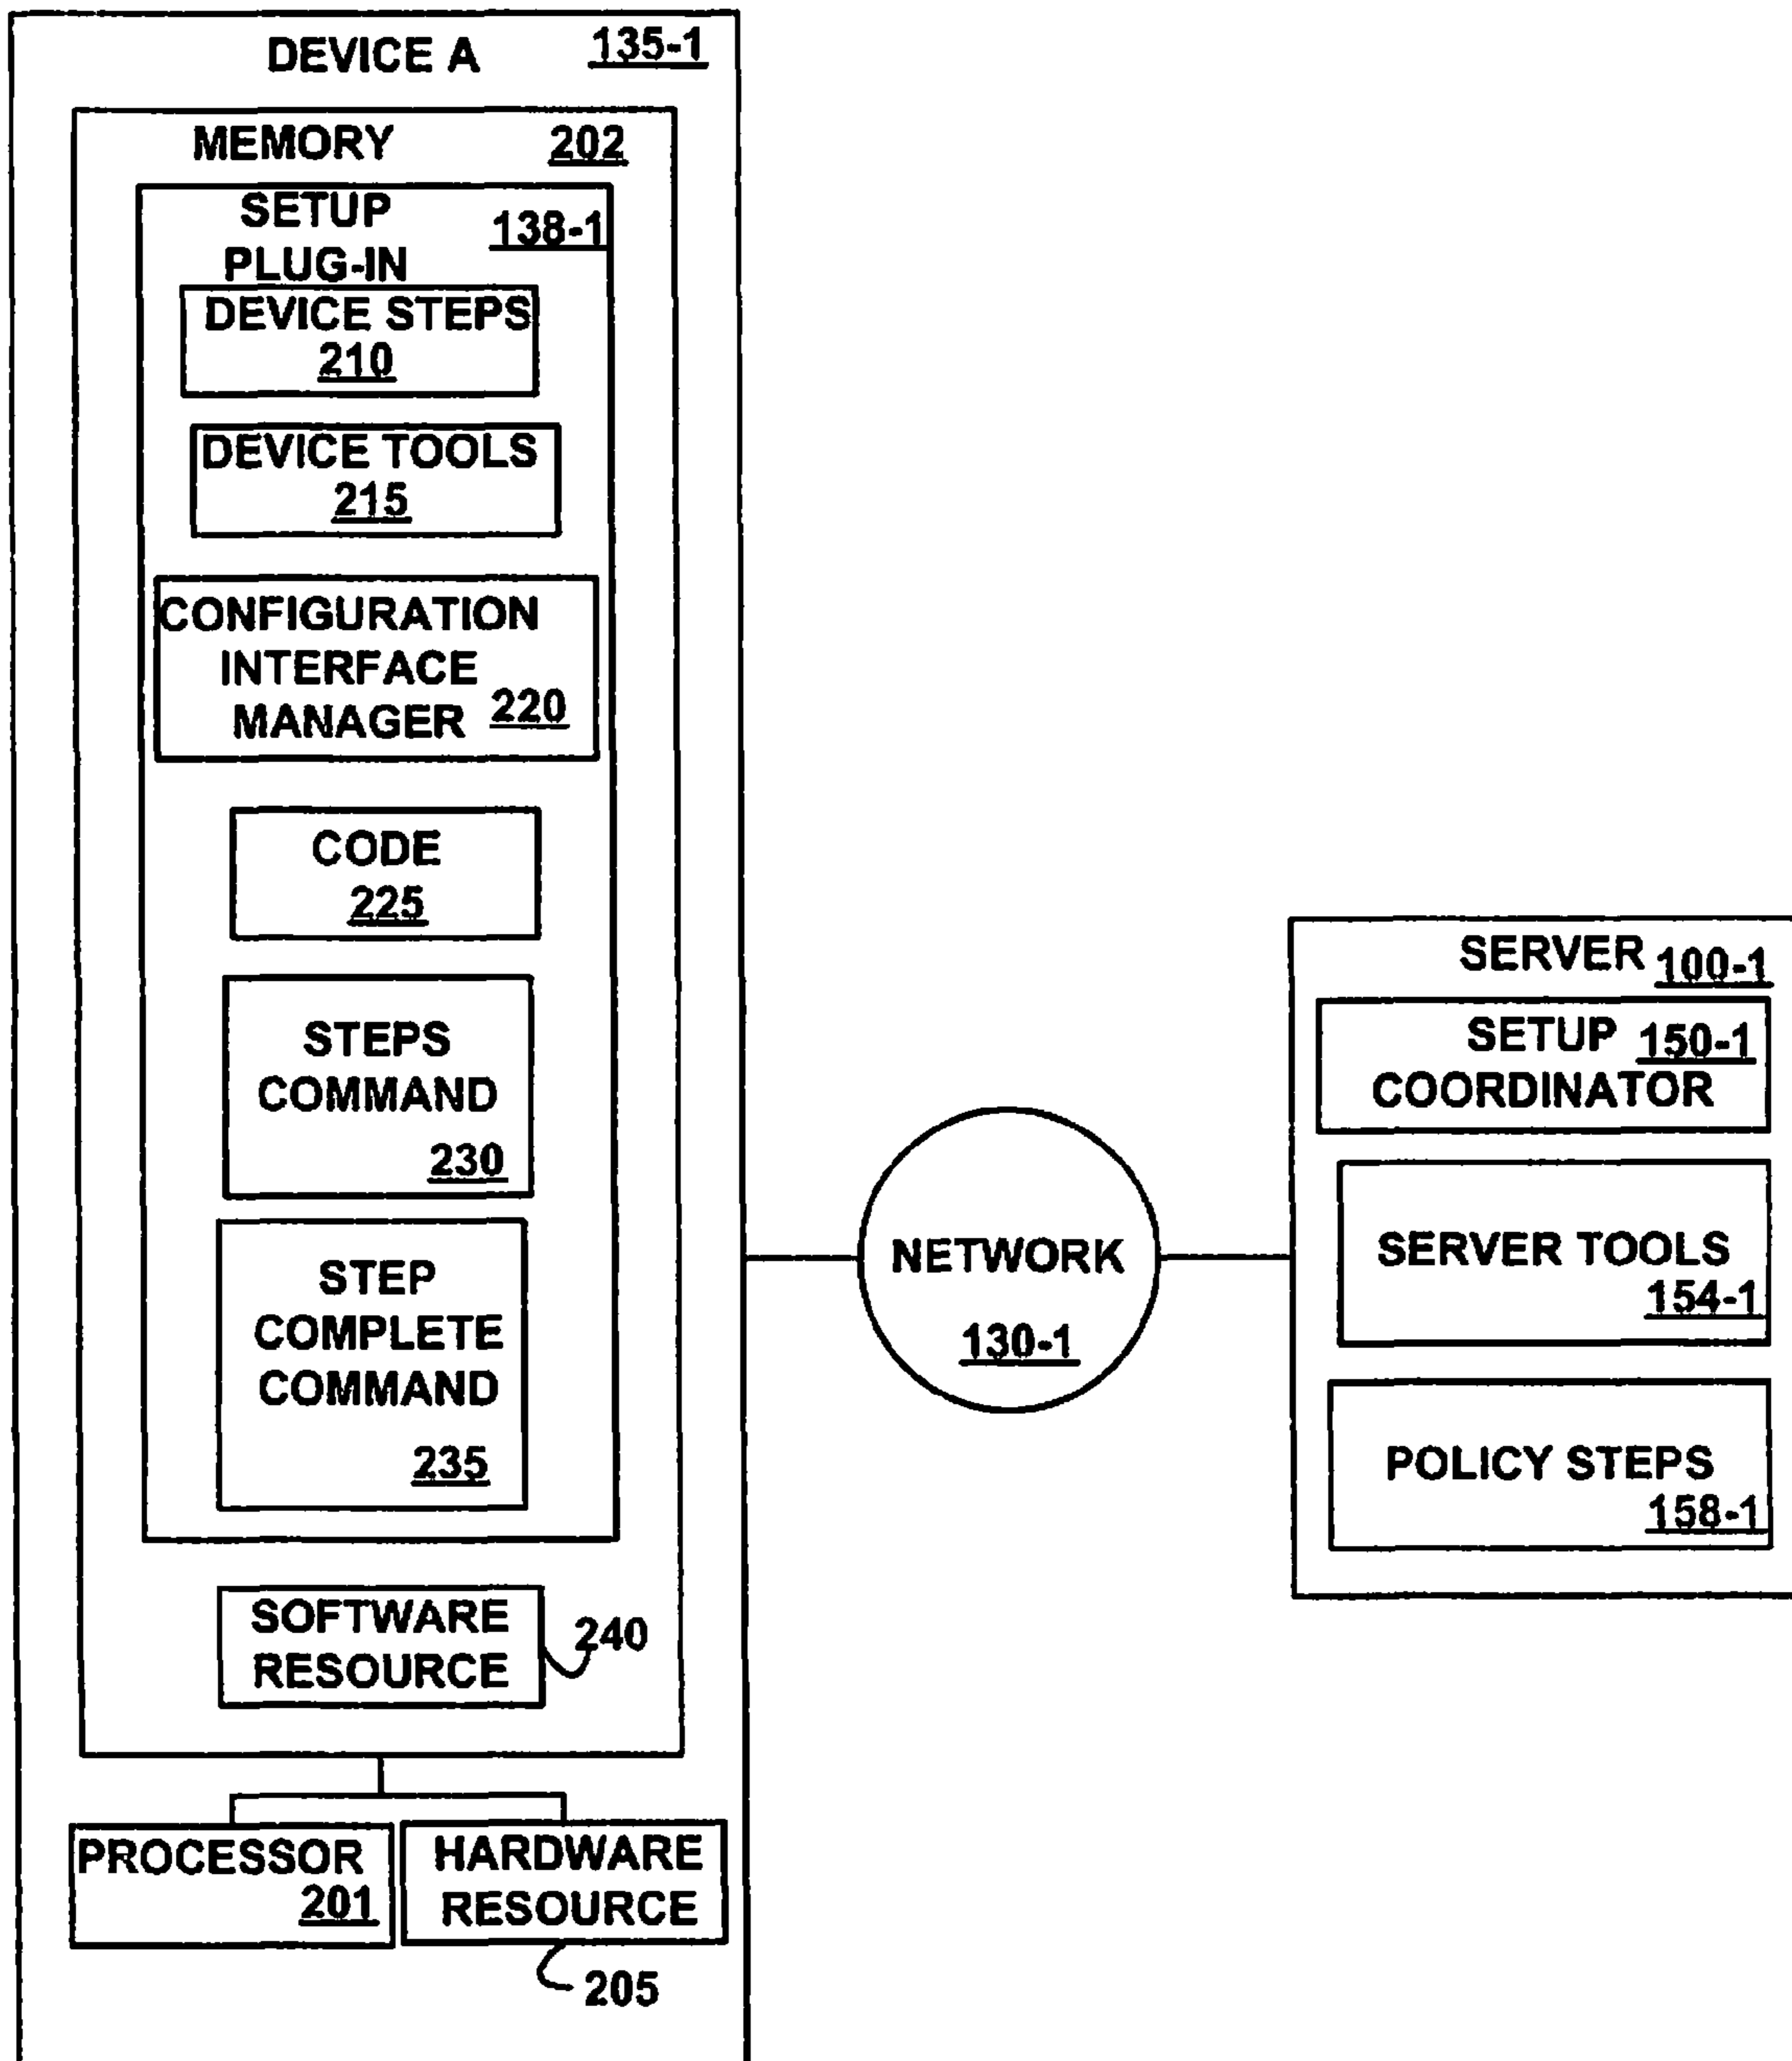 DEVICE A 135-1
MEMORY 202
SETUP 138-1
PLUG-IN
DEVICE STEPS
210
DEVICE TOOLS
215
CONFIGURATION
INTERFACE
MANAGER 220
CODE
225
STEPS
COMMAND
230
STEP
COMPLETE
COMMAND
235
SOFTWARE
RESOURCE
240
PROCESSOR
201
HARDWARE
RESOURCE
205
NETWORK
130-1
SERVER 100-1
SETUP 150-1
COORDINATOR
SERVER TOOLS
154-1
POLICY STEPS
158-1